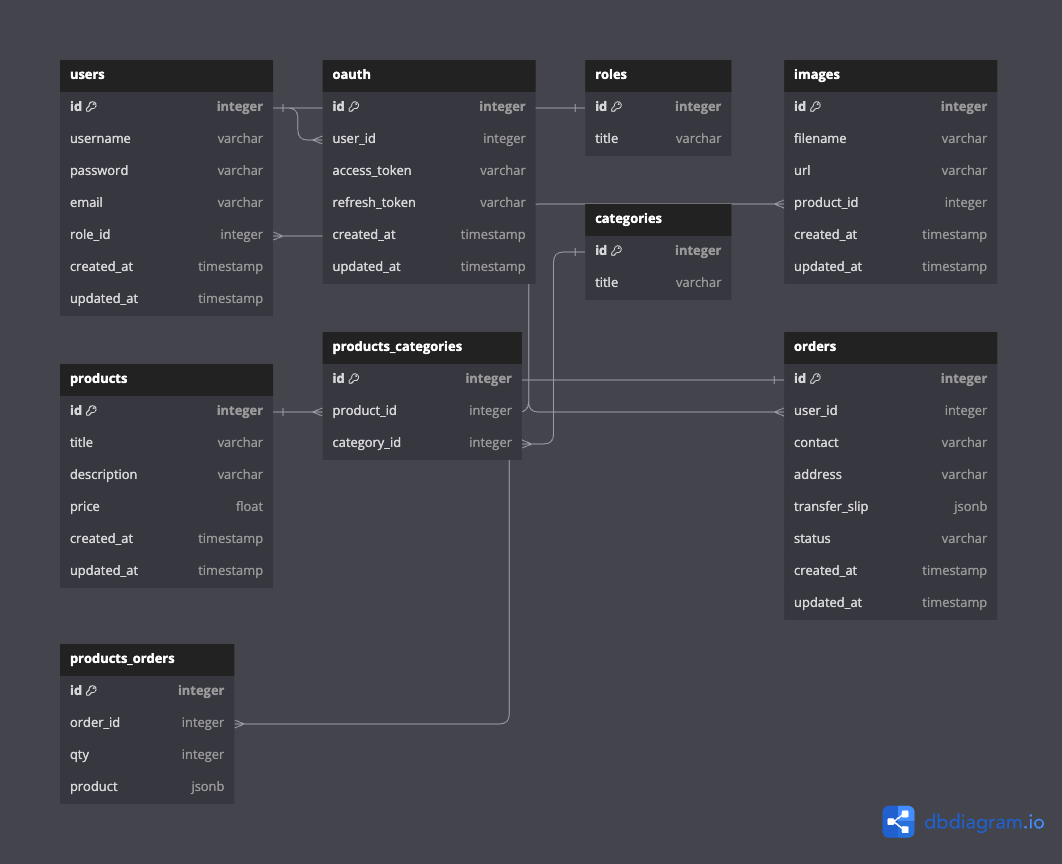 users
id integer
username varchar
password varchar
email varchar
role_id integer
created_at timestamp
updated_at timestamp
oauth
id integer
user_id integer
access_token varchar
refresh_token varchar
created_at timestamp
updated_at timestamp
roles
id integer
title varchar
images
id integer
filename varchar
url varchar
product_id integer
created_at timestamp
updated_at timestamp
categories
id integer
title varchar
products
id integer
title varchar
description varchar
price float
created_at timestamp
updated_at timestamp
products_categories
id integer
product_id integer
category_id integer
orders
id integer
user_id integer
contact varchar
address varchar
transfer_slip jsonb
status varchar
created_at timestamp
updated_at timestamp
products_orders
id integer
order_id integer
qty integer
product jsonb
dbdiagram.io